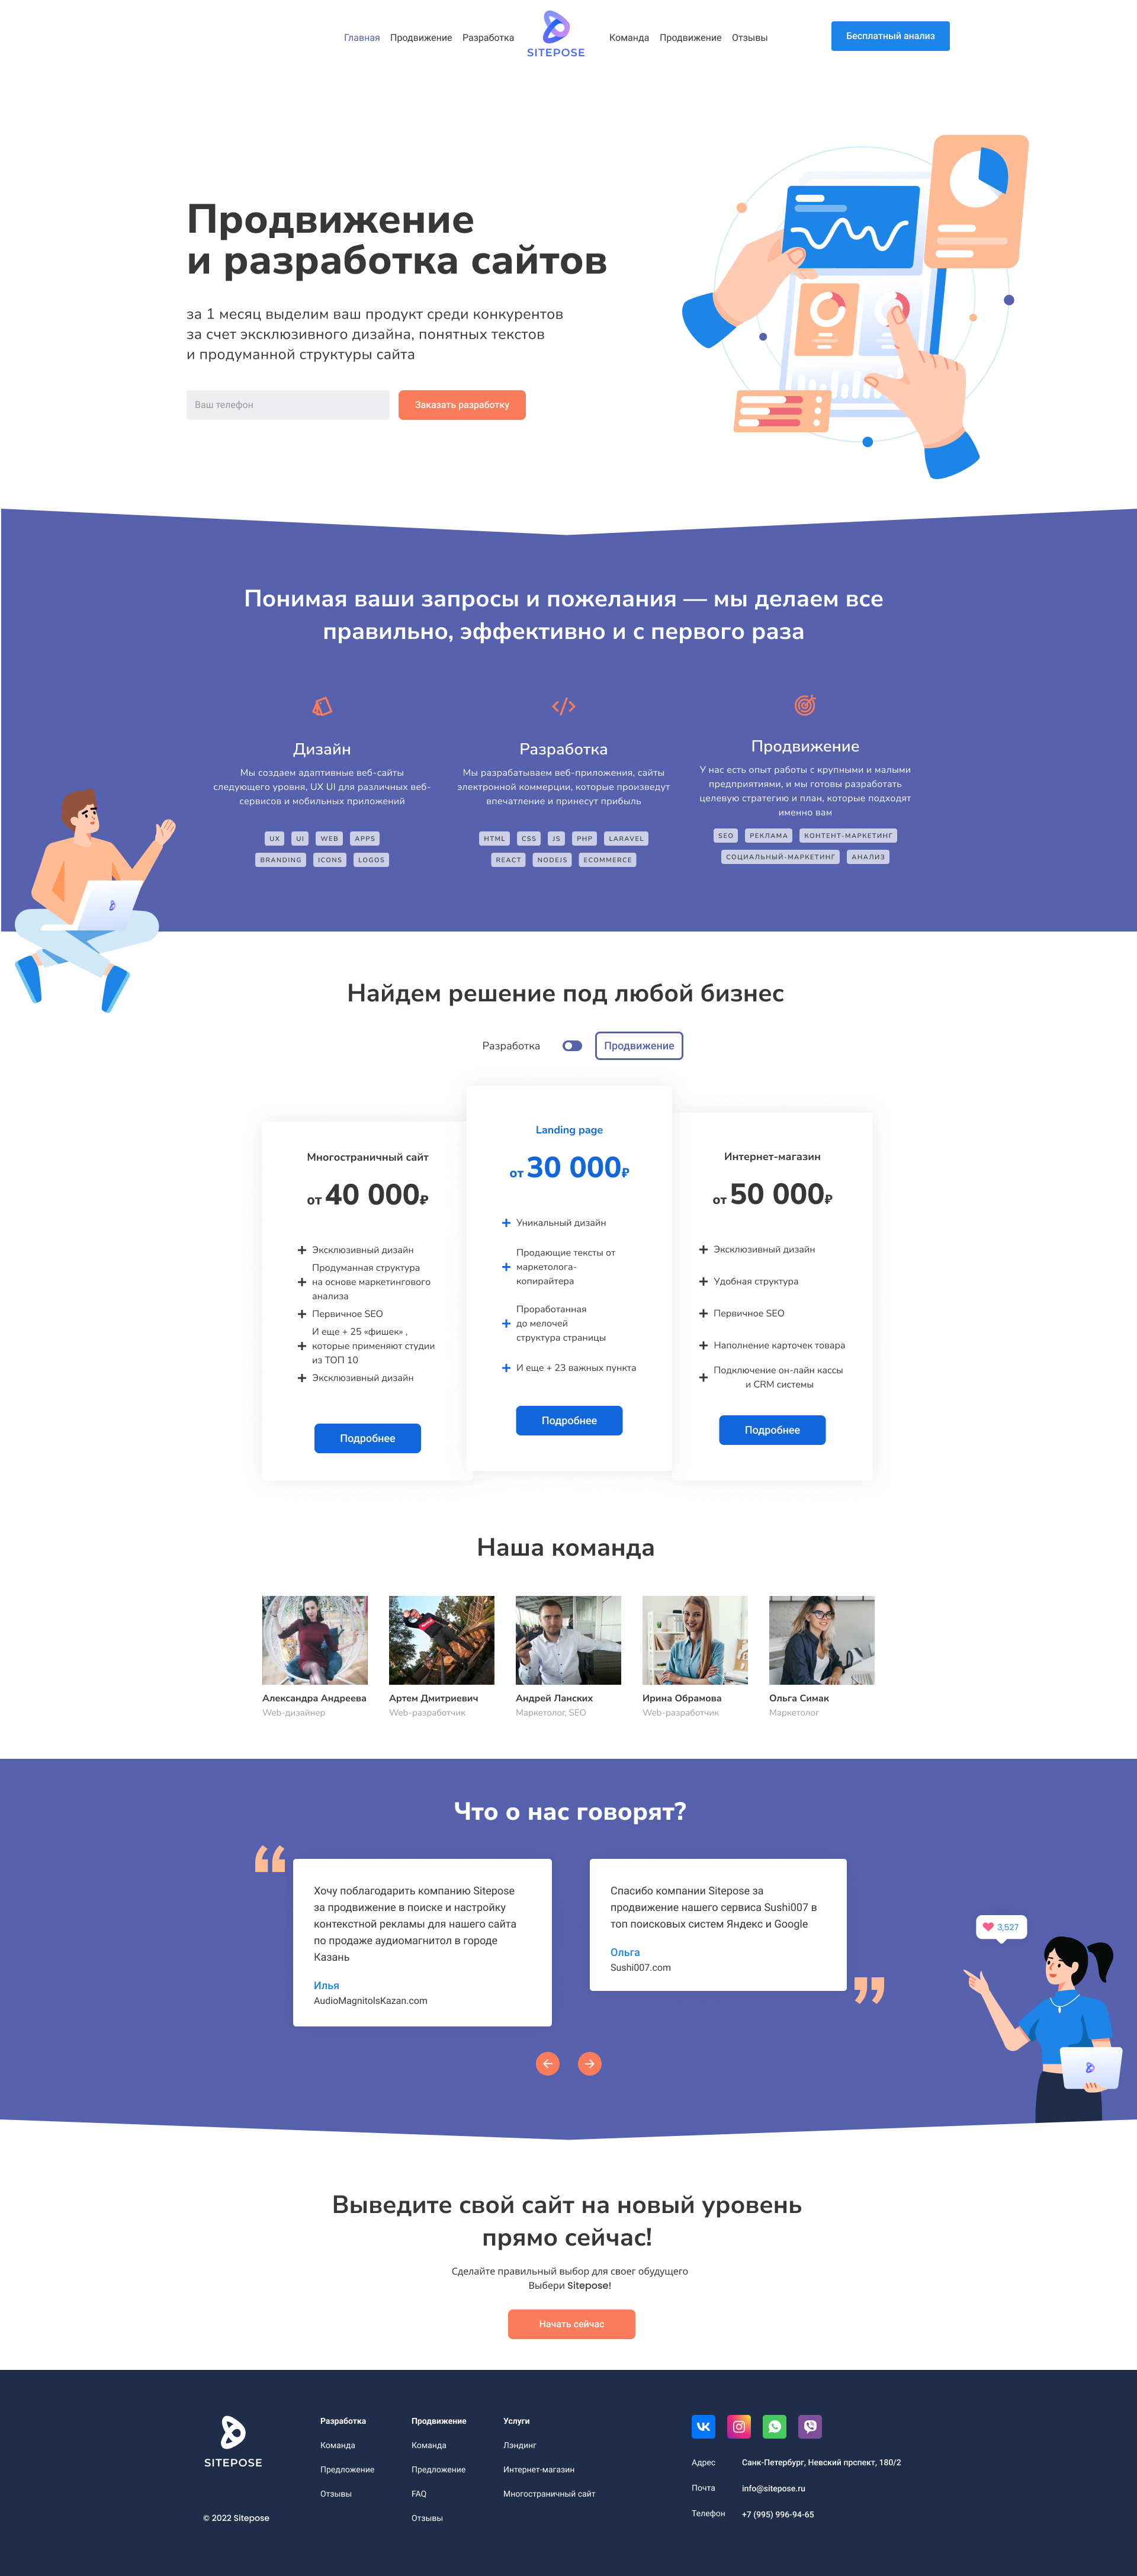 Главная Продвижение Разработка
SITEPOSE
Команда Продвижение Отзывы
Бесплатный анализ
Продвижение
и разработка сайтов
за 1 месяц выделим ваш продукт среди конкурентов
за счет эксклюзивного дизайна, понятных текстов
и продуманной структуры сайта
Ваш телефон
Заказать разработку
Понимая ваши запросы и пожелания — мы делаем все
правильно, эффективно и с первого раза
Дизайн
Мы создаем адаптивные веб-сайты
следующего уровня, UX UI для различных веб-
сервисов и мобильных приложений
UX UI WEB APPS
BRANDING ICONS LOGOS
Разработка
Мы разрабатываем веб-приложения, сайты
электронной коммерции, которые произведут
впечатление и принесут прибыль
HTML CSS JS PHP LARAVEL
REACT NODEJS ECOMMERCE
Продвижение
У нас есть опыт работы с крупными и малыми
предприятиями, и мы готовы разработать
целевую стратегию и план, которые подходят
именно вам
SEO РЕКЛАМА КОНТЕНТ-МАРКЕТИНГ
СОЦИАЛЬНЫЙ-МАРКЕТИНГ АНАЛИЗ
Найдем решение под любой бизнес
Разработка
Продвижение
Многостраничный сайт
от 40 000₽
Эксклюзивный дизайн
Продуманная структура
на основе маркетингового
анализа
Первичное SEO
И еще + 25 «фишек» ,
которые применяют студии
из ТОП 10
Эксклюзивный дизайн
Подробнее
Landing page
от 30 000₽
Уникальный дизайн
Продающие тексты от
маркетолога-
копирайтера
Проработанная
до мелочей
структура страницы
И еще + 23 важных пункта
Подробнее
Интернет-магазин
от 50 000₽
Эксклюзивный дизайн
Удобная структура
Первичное SEO
Наполнение карточек товара
Подключение он-лайн кассы
и CRM системы
Подробнее
Наша команда
Александра Андреева
Web-дизайнер
Артем Дмитриевич
Web-разработчик
Андрей Ланских
Маркетолог, SEO
Ирина Обрамова
Web-разработчик
Ольга Симак
Маркетолог
Что о нас говорят?
Хочу поблагодарить компанию Sitepose
за продвижение в поиске и настройку
контекстной рекламы для нашего сайта
по продаже аудиомагнитол в городе
Казань
Илья
AudioMagnitolsKazan.com
Спасибо компании Sitepose за
продвижение нашего сервиса Sushi007 в
топ поисковых систем Яндекс и Google
Ольга
Sushi007.com
3,527
Выведите свой сайт на новый уровень
прямо сейчас!
Сделайте правильный выбор для своег обудущего
Выбери Sitepose!
Начать сейчас
SITEPOSE
© 2022 Sitepose
Разработка
Команда
Предложение
Отзывы
Продвижение
Команда
Предложение
FAQ
Отзывы
Услуги
Лэндинг
Интернет-магазин
Многостраничный сайт
Адрес Санк-Петербург, Невский прспект, 180/2
Почта info@sitepose.ru
Телефон +7 (995) 996-94-65